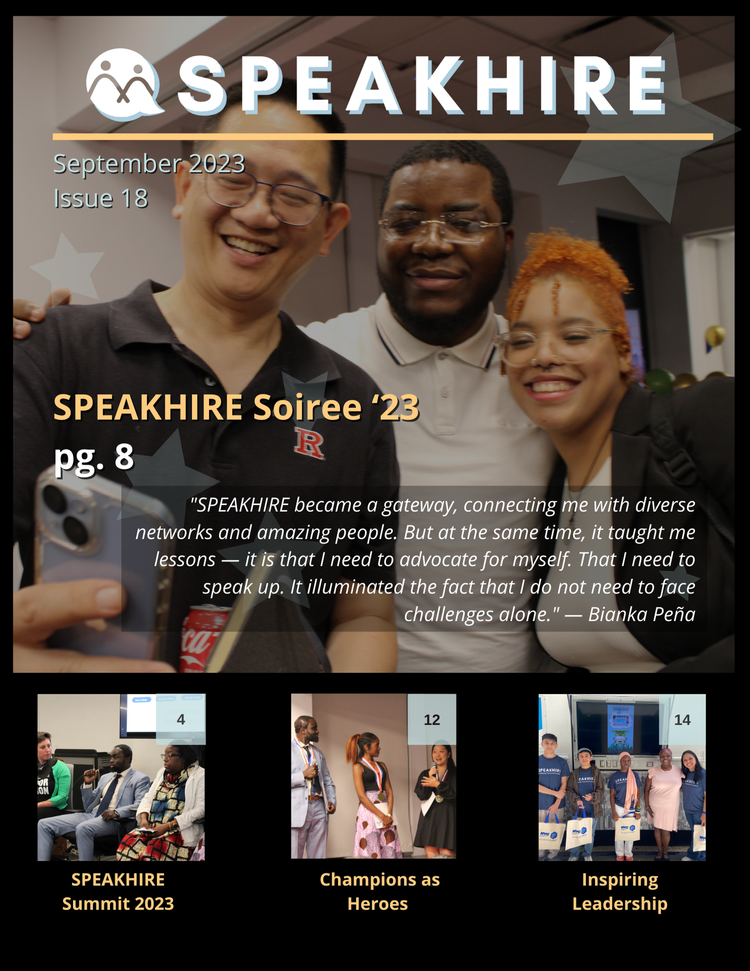 SPEAKHIRE
September 2023
Issue 18
SPEAKHIRE Soiree ‘23
R
pg. 8
"SPEAKHIRE became a gateway, connecting me with diverse
networks and amazing people. But at the same time, it taught me
lessons — it is that I need to advocate for myself. That I need to
speak up. It illuminated the fact that I do not need to face
challenges alone." — Bianka Peña
4
12
14
SPEAKHIRE
SPEAKHIRE
SPEAKHIRE
Summit 2023
Champions as
Heroes
Inspiring
Leadership